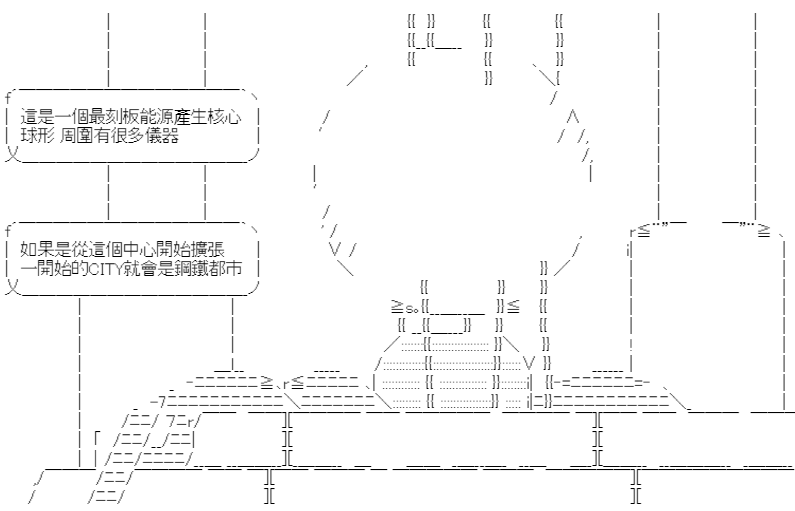 這是一個最刻板能源產生核心
球形 周圍有很多儀器
如果是從這個中心開始擴張
一開始的CITY就會是鋼鐵都市